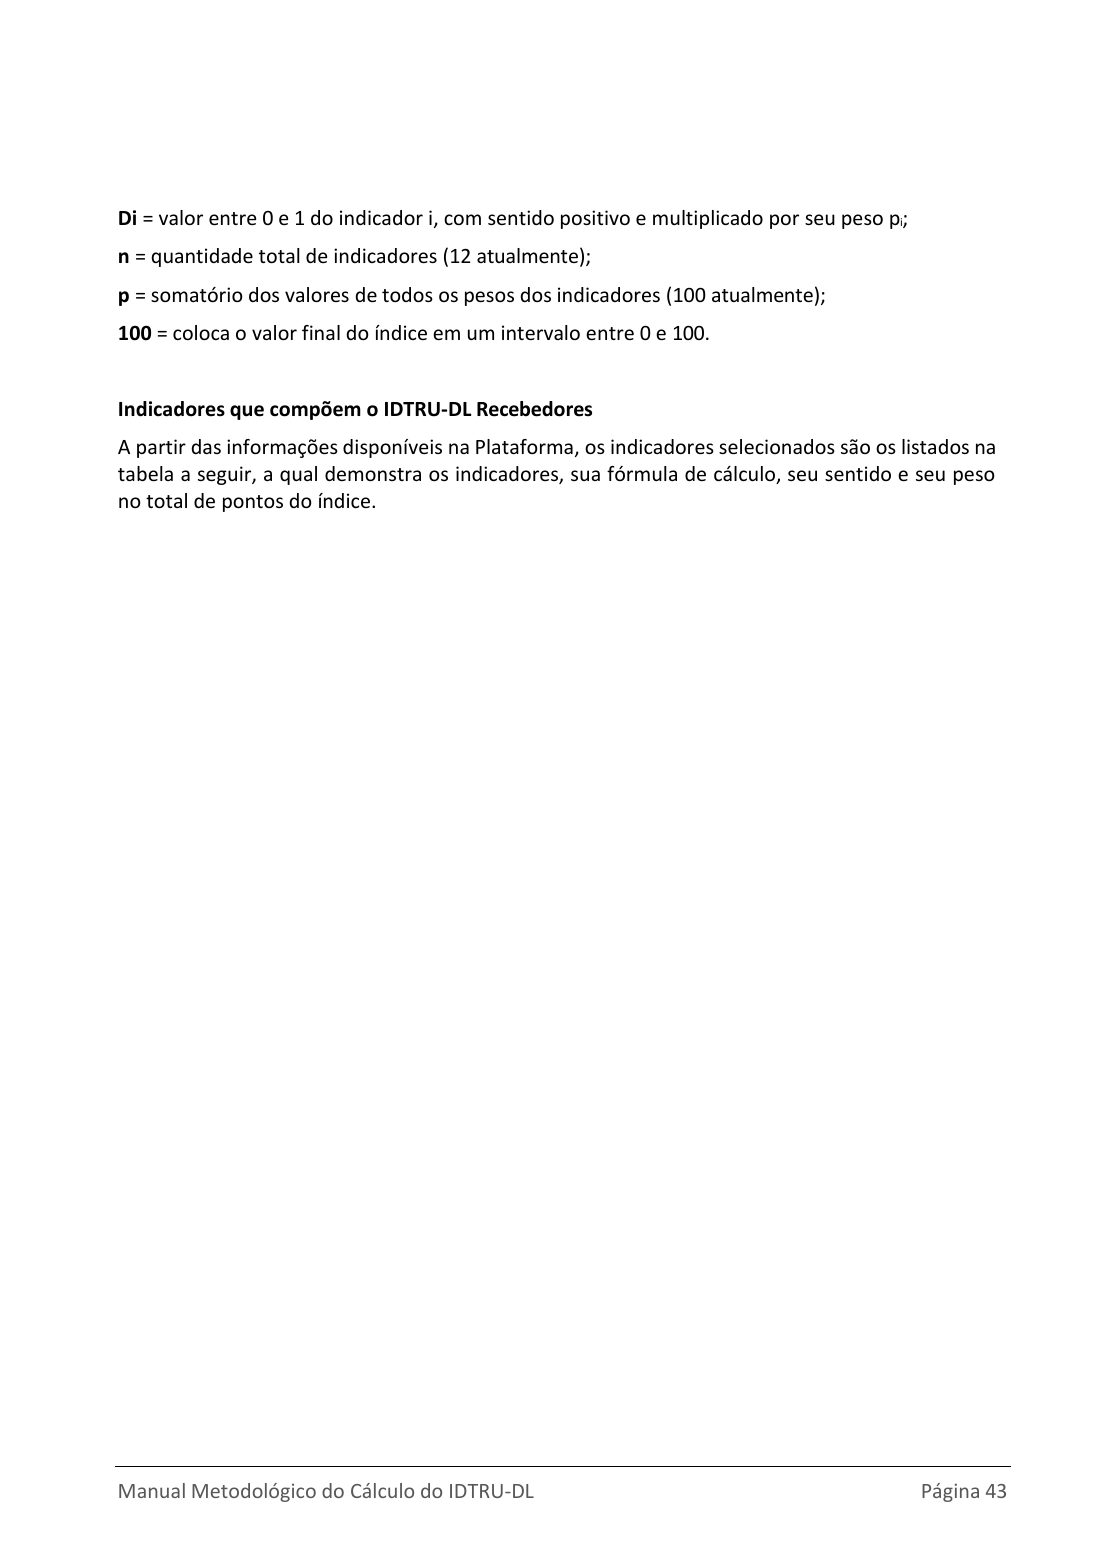 Di = valor entre 0 e 1 do indicador i, com sentido positivo e multiplicado por seu peso pᵢ;
n = quantidade total de indicadores (12 atualmente);
p = somatório dos valores de todos os pesos dos indicadores (100 atualmente);
100 = coloca o valor final do índice em um intervalo entre 0 e 100.
Indicadores que compõem o IDTRU-DL Recebedores
A partir das informações disponíveis na Plataforma, os indicadores selecionados são os listados na
tabela a seguir, a qual demonstra os indicadores, sua fórmula de cálculo, seu sentido e seu peso
no total de pontos do índice.
Manual Metodológico do Cálculo do IDTRU-DL Página 43